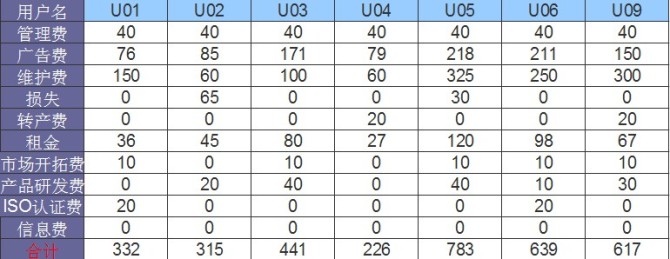 用户名 U01 U02 U03 U04 U05 U06 U09
管理费 40 40 40 40 40 40 40
广告费 76 85 171 79 218 211 150
维护费 150 60 100 60 325 250 300
损失 0 65 0 0 30 0 0
转产费 0 0 0 20 0 0 20
租金 36 45 80 27 120 98 67
市场开拓费 10 0 10 0 10 10 10
产品研发费 0 20 40 0 40 10 30
ISO认证费 20 0 0 0 0 20 0
信息费 0 0 0 0 0 0 0
合计 332 315 441 226 783 639 617